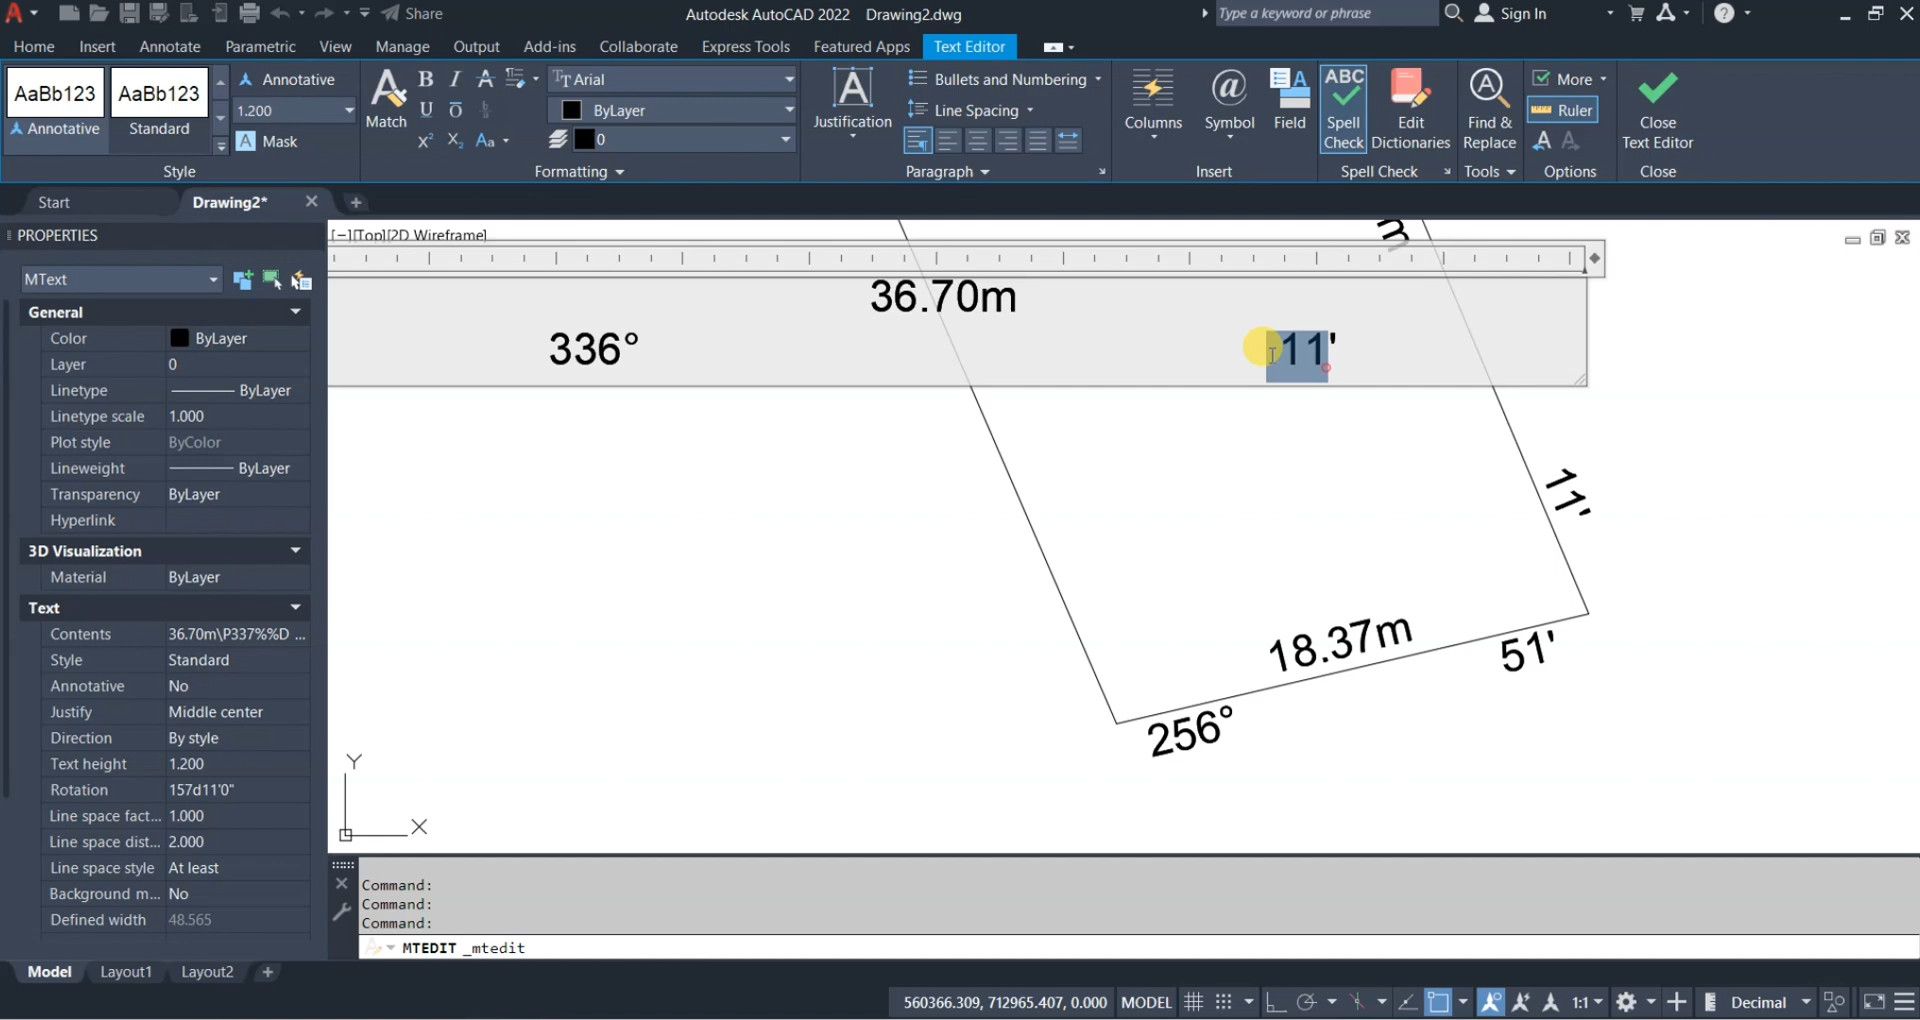 Share
Autodesk AutoCAD 2022 Drawing2.dwg
Type a keyword or phrase
Sign In
Home Insert Annotate Parametric View Manage Output Add-ins Collaborate Express Tools Featured Apps Text Editor
AaBb123 AaBb123
Annotative Standard
Annotative
1.200
Mask
Style
Match
Arial
ByLayer
0
Formatting
Justification
Bullets and Numbering
Line Spacing
Paragraph
Columns
Symbol
Field
Insert
ABC
Spell Check
Edit Dictionaries
Spell Check
Find & Replace
Tools
More
Ruler
Options
Close Text Editor
Close
Start
Drawing2*
PROPERTIES
[−][Top][2D Wireframe]
MText
General
Color ByLayer
Layer 0
Linetype ByLayer
Linetype scale 1.000
Plot style ByColor
Lineweight ByLayer
Transparency ByLayer
Hyperlink
3D Visualization
Material ByLayer
Text
Contents 36.70m\P337%%D ...
Style Standard
Annotative No
Justify Middle center
Direction By style
Text height 1.200
Rotation 157d11'0"
Line space fact... 1.000
Line space dist... 2.000
Line space style At least
Background m... No
Defined width 48.565
m
36.70m
336° 11'
11'
18.37m
51'
256°
Y
X
Command:
Command:
Command:
MTEDIT _mtedit
Model Layout1 Layout2
560366.309, 712965.407, 0.000 MODEL 1:1 Decimal